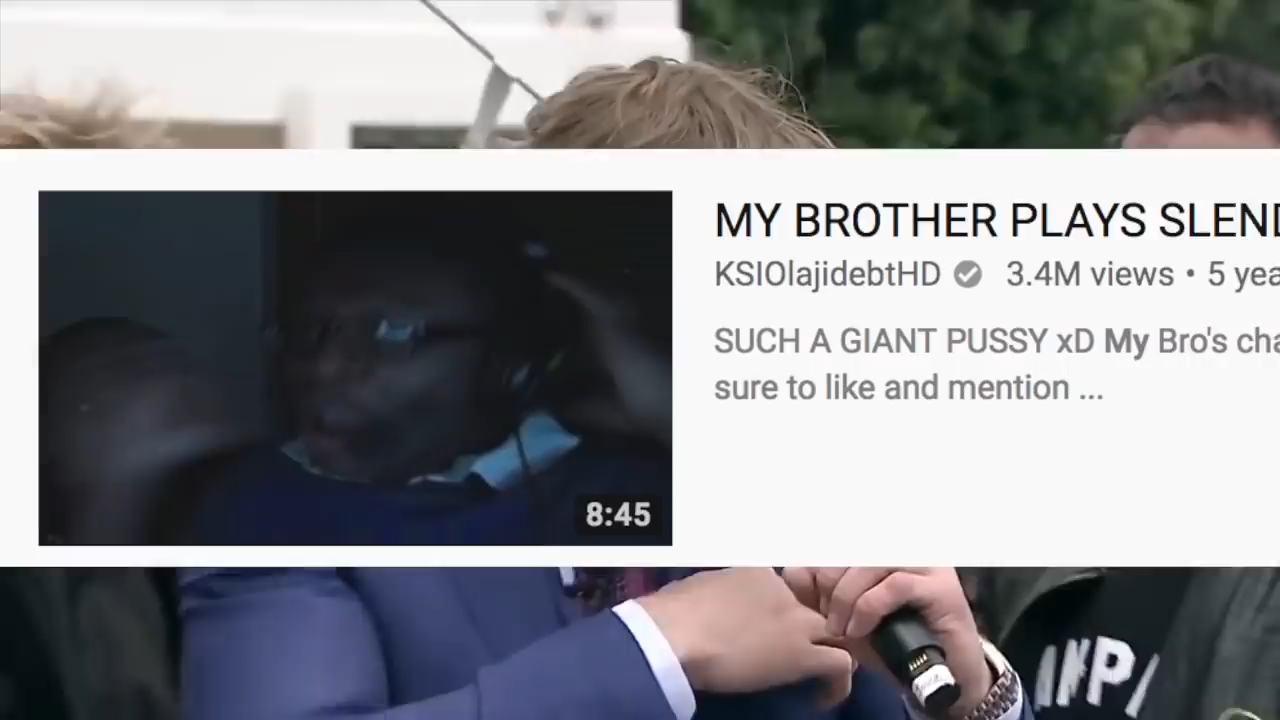 MY BROTHER PLAYS SLEND
KSIOlajidebtHD 3.4M views • 5 yea
SUCH A GIANT PUSSY xD My Bro's cha
sure to like and mention ...
8:45